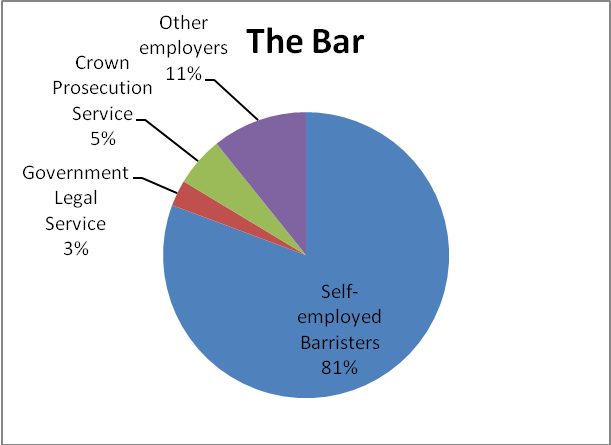 The Bar
Other
employers
11%
Crown
Prosecution
Service
5%
Government
Legal
Service
3%
Self-
employed
Barristers
81%